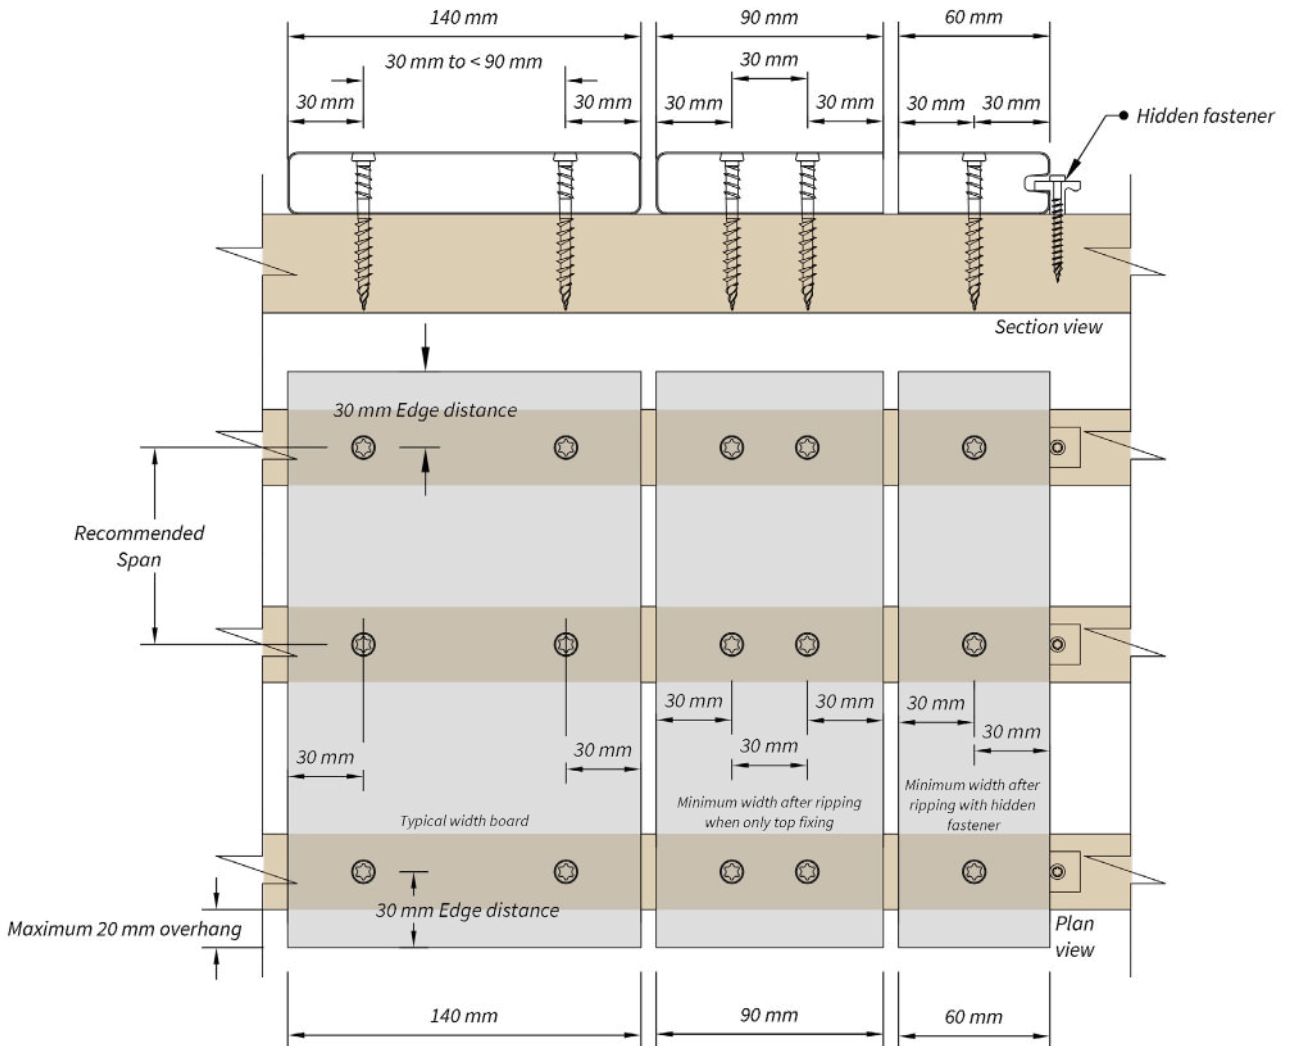 140 mm
90 mm
60 mm
30 mm to < 90 mm
30 mm
30 mm
30 mm
30 mm
30 mm
30 mm
30 mm
Hidden fastener
Section view
30 mm Edge distance
Recommended
Span
30 mm
30 mm
30 mm
30 mm
30 mm
30 mm
30 mm
Typical width board
Minimum width after ripping
when only top fixing
Minimum width after
ripping with hidden
fastener
30 mm Edge distance
Maximum 20 mm overhang
Plan
view
140 mm
90 mm
60 mm